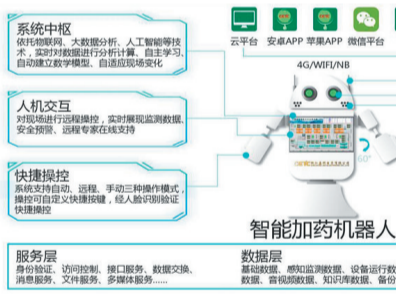 云平台 安卓APP 苹果APP 微信平台
4G/WIFI/NB
系统中枢
依托物联网、大数据分析、人工智能等技
术，实时对数据进行分析计算、自主学习、
自动建立数学模型、自适应现场变化
人机交互
对现场进行远程操控，实时展现监测数据、
安全预警、远程专家在线支持
快捷操控
系统支持自动、远程、手动三种操作模式，
操控可自定义快捷按键，经人脸识别验证
快捷操控
60°
智能加药机器人
服务层
身份验证、访问控制、接口服务、数据交换、
消息服务、文件服务、多媒体服务......
数据层
基础数据、感知监测数据、设备运行数
数据、音视频数据、知识库数据、备份